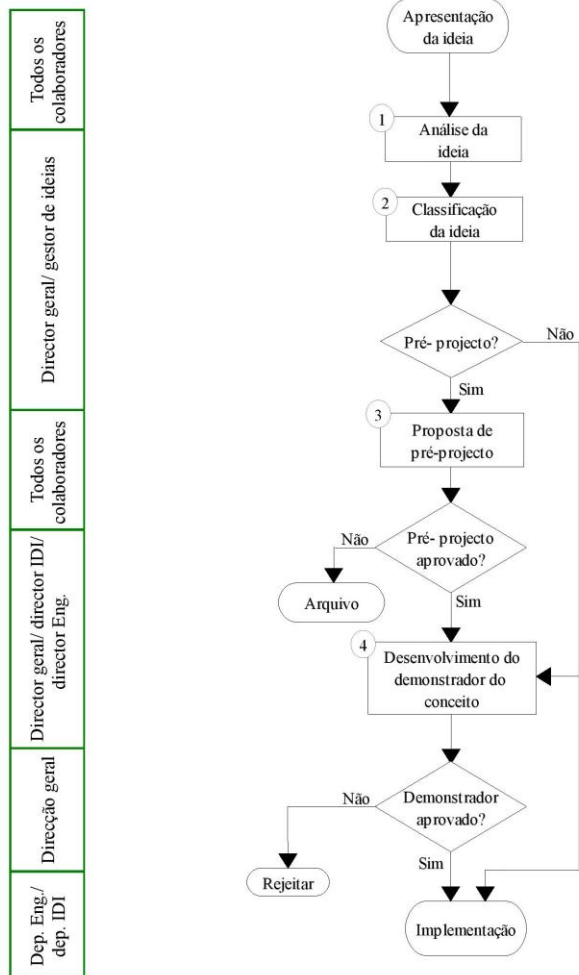 Todos os
colaboradores
Director geral/ gestor de ideias
Todos os
colaboradores
Director geral/ director IDI/
director Eng.
Direcção geral
Dep. Eng./
dep. IDI
Apresentação
da ideia
1
Análise da
ideia
2
Classificação
da ideia
Pré- projecto?
Não
Sim
3
Proposta de
pré-projecto
Pré- projecto
aprovado?
Não
Arquivo
Sim
4
Desenvolvimento do
demonstrador do
conceito
Demonstrador
aprovado?
Não
Rejeitar
Sim
Implementação